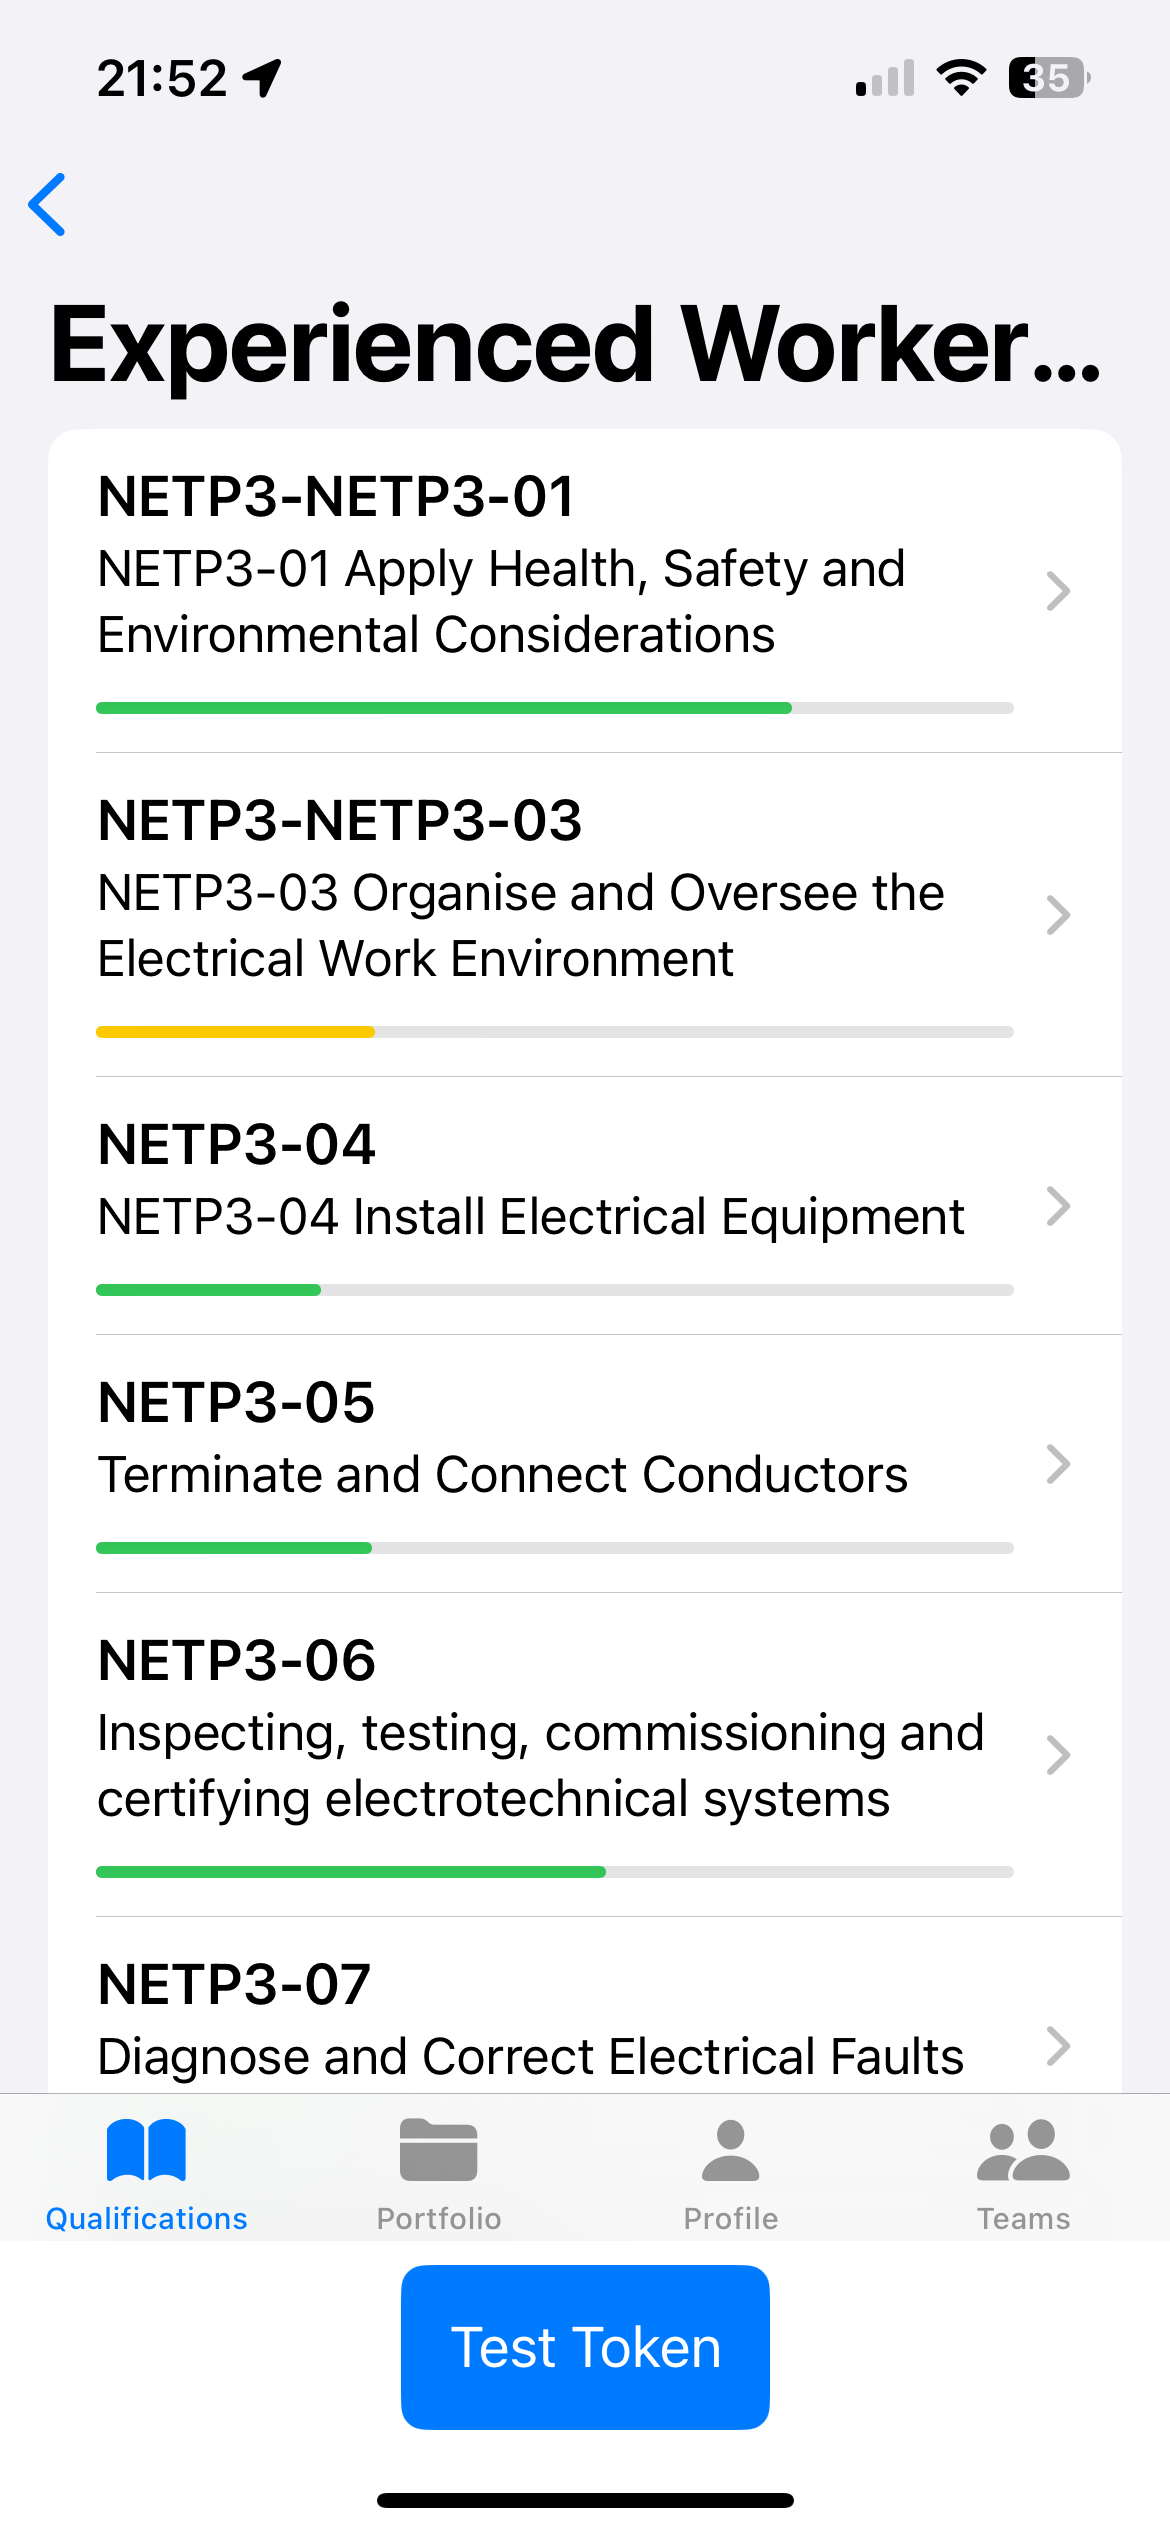 21:52
35
Experienced Worker...
NETP3-NETP3-01
NETP3-01 Apply Health, Safety and
Environmental Considerations
NETP3-NETP3-03
NETP3-03 Organise and Oversee the
Electrical Work Environment
NETP3-04
NETP3-04 Install Electrical Equipment
NETP3-05
Terminate and Connect Conductors
NETP3-06
Inspecting, testing, commissioning and
certifying electrotechnical systems
NETP3-07
Diagnose and Correct Electrical Faults
Qualifications
Portfolio
Profile
Teams
Test Token